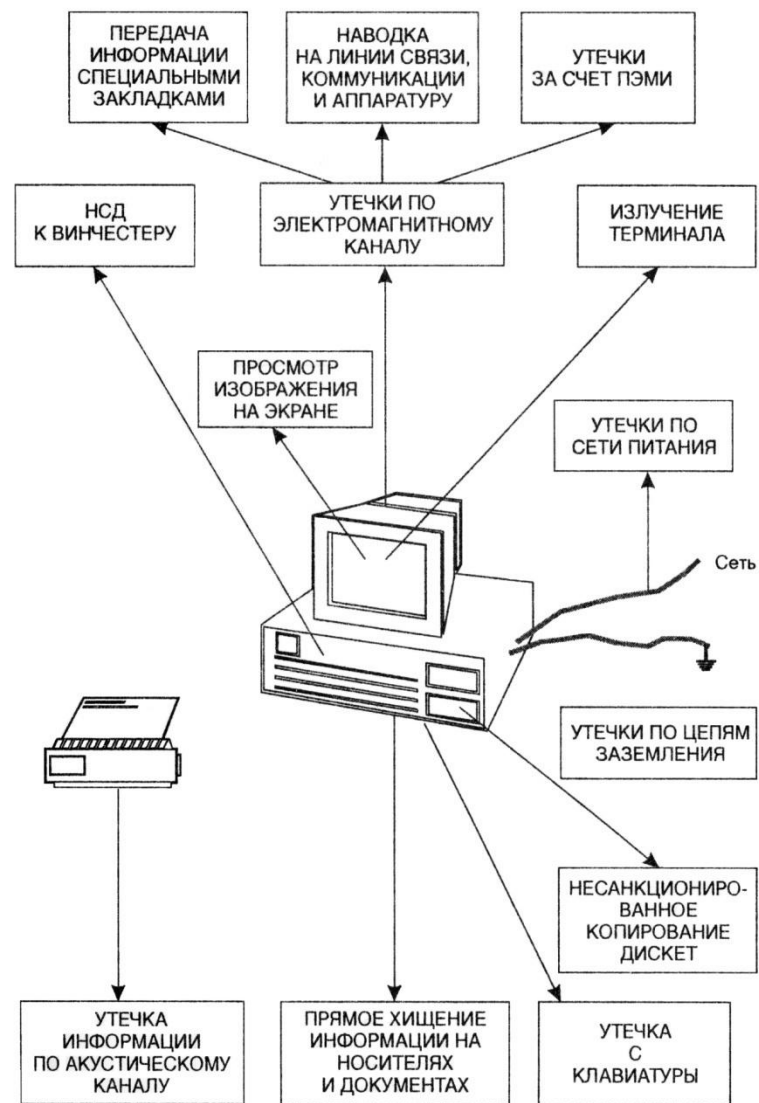 ПЕРЕДАЧА
ИНФОРМАЦИИ
СПЕЦИАЛЬНЫМИ
ЗАКЛАДКАМИ
НАВОДКА
НА ЛИНИИ СВЯЗИ,
КОММУНИКАЦИИ
И АППАРАТУРУ
УТЕЧКИ
ЗА СЧЕТ ПЭМИ
НСД
К ВИНЧЕСТЕРУ
УТЕЧКИ ПО
ЭЛЕКТРОМАГНИТНОМУ
КАНАЛУ
ИЗЛУЧЕНИЕ
ТЕРМИНАЛА
ПРОСМОТР
ИЗОБРАЖЕНИЯ
НА ЭКРАНЕ
УТЕЧКИ ПО
СЕТИ ПИТАНИЯ
Сеть
УТЕЧКИ ПО ЦЕПЯМ
ЗАЗЕМЛЕНИЯ
НЕСАНКЦИОНИРО-
ВАННОЕ
КОПИРОВАНИЕ
ДИСКЕТ
УТЕЧКА
ИНФОРМАЦИИ
ПО АКУСТИЧЕСКОМУ
КАНАЛУ
ПРЯМОЕ ХИЩЕНИЕ
ИНФОРМАЦИИ НА
НОСИТЕЛЯХ
И ДОКУМЕНТАХ
УТЕЧКА
С
КЛАВИАТУРЫ